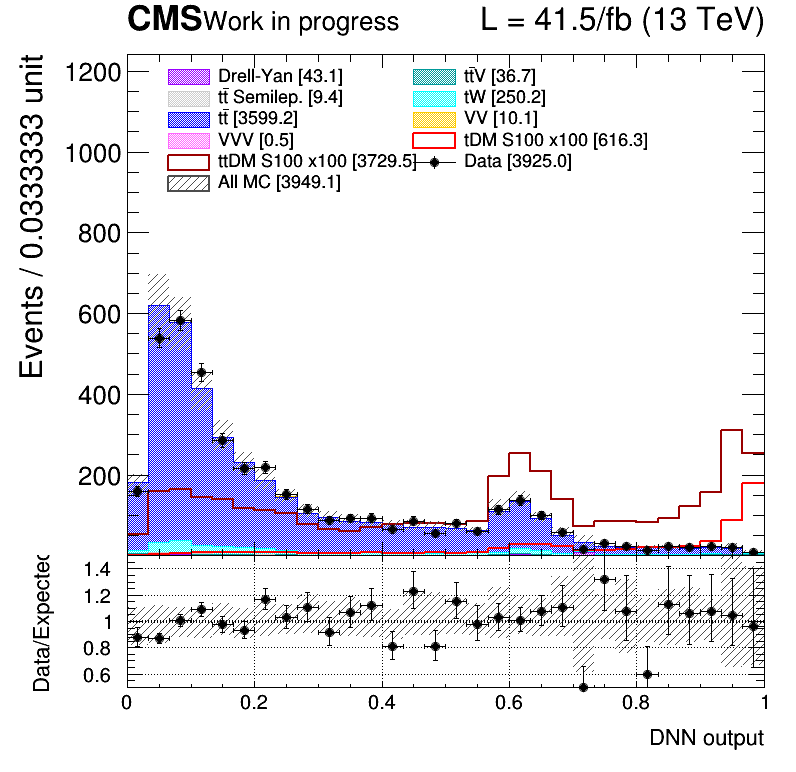 CMS Work in progress L = 41.5/fb (13 TeV)
Events / 0.0333333 unit
1200
1000
800
600
400
200
Drell-Yan [43.1]
tt̄V [36.7]
tt̄ Semilep. [9.4]
tW [250.2]
tt̄ [3599.2]
VV [10.1]
VVV [0.5]
tDM S100 x100 [616.3]
ttDM S100 x100 [3729.5]
Data [3925.0]
All MC [3949.1]
Data/Expected
1.4
1.2
1
0.8
0.6
0 0.2 0.4 0.6 0.8 1
DNN output